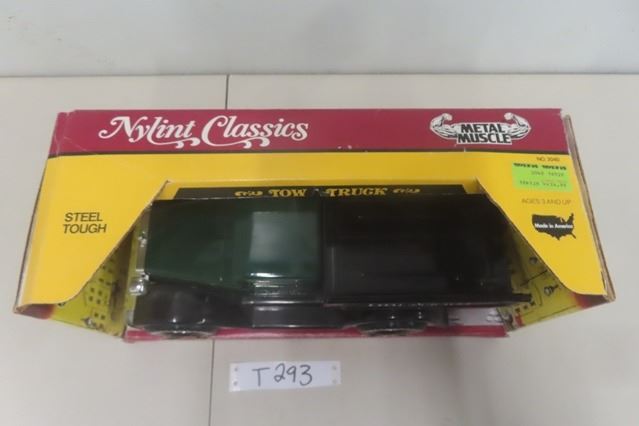 Nylint Classics
METAL
MUSCLE
NO. 3040
STEEL
TOUGH
TOW TRUCK
AGES 3 AND UP
Made in America
T293